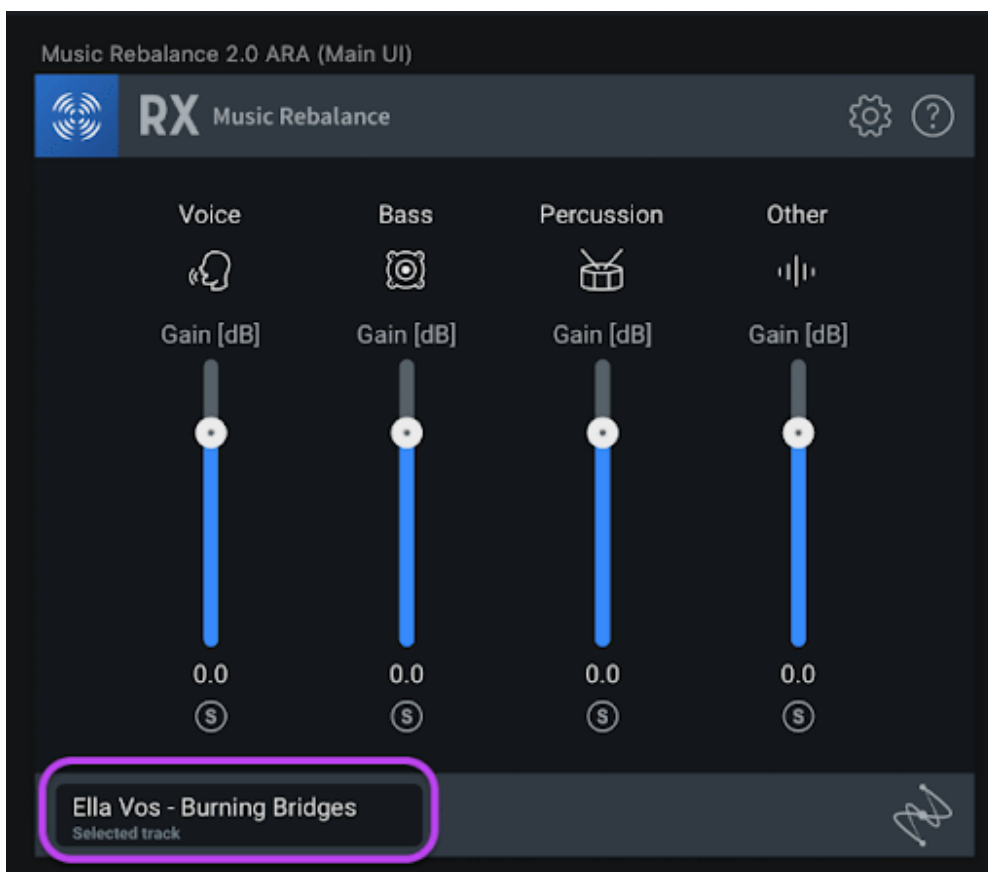 Music Rebalance 2.0 ARA (Main UI)
RX Music Rebalance
?
Voice Bass Percussion Other
Gain [dB] Gain [dB] Gain [dB] Gain [dB]
0.0 0.0 0.0 0.0
S S S S
Ella Vos - Burning Bridges
Selected track